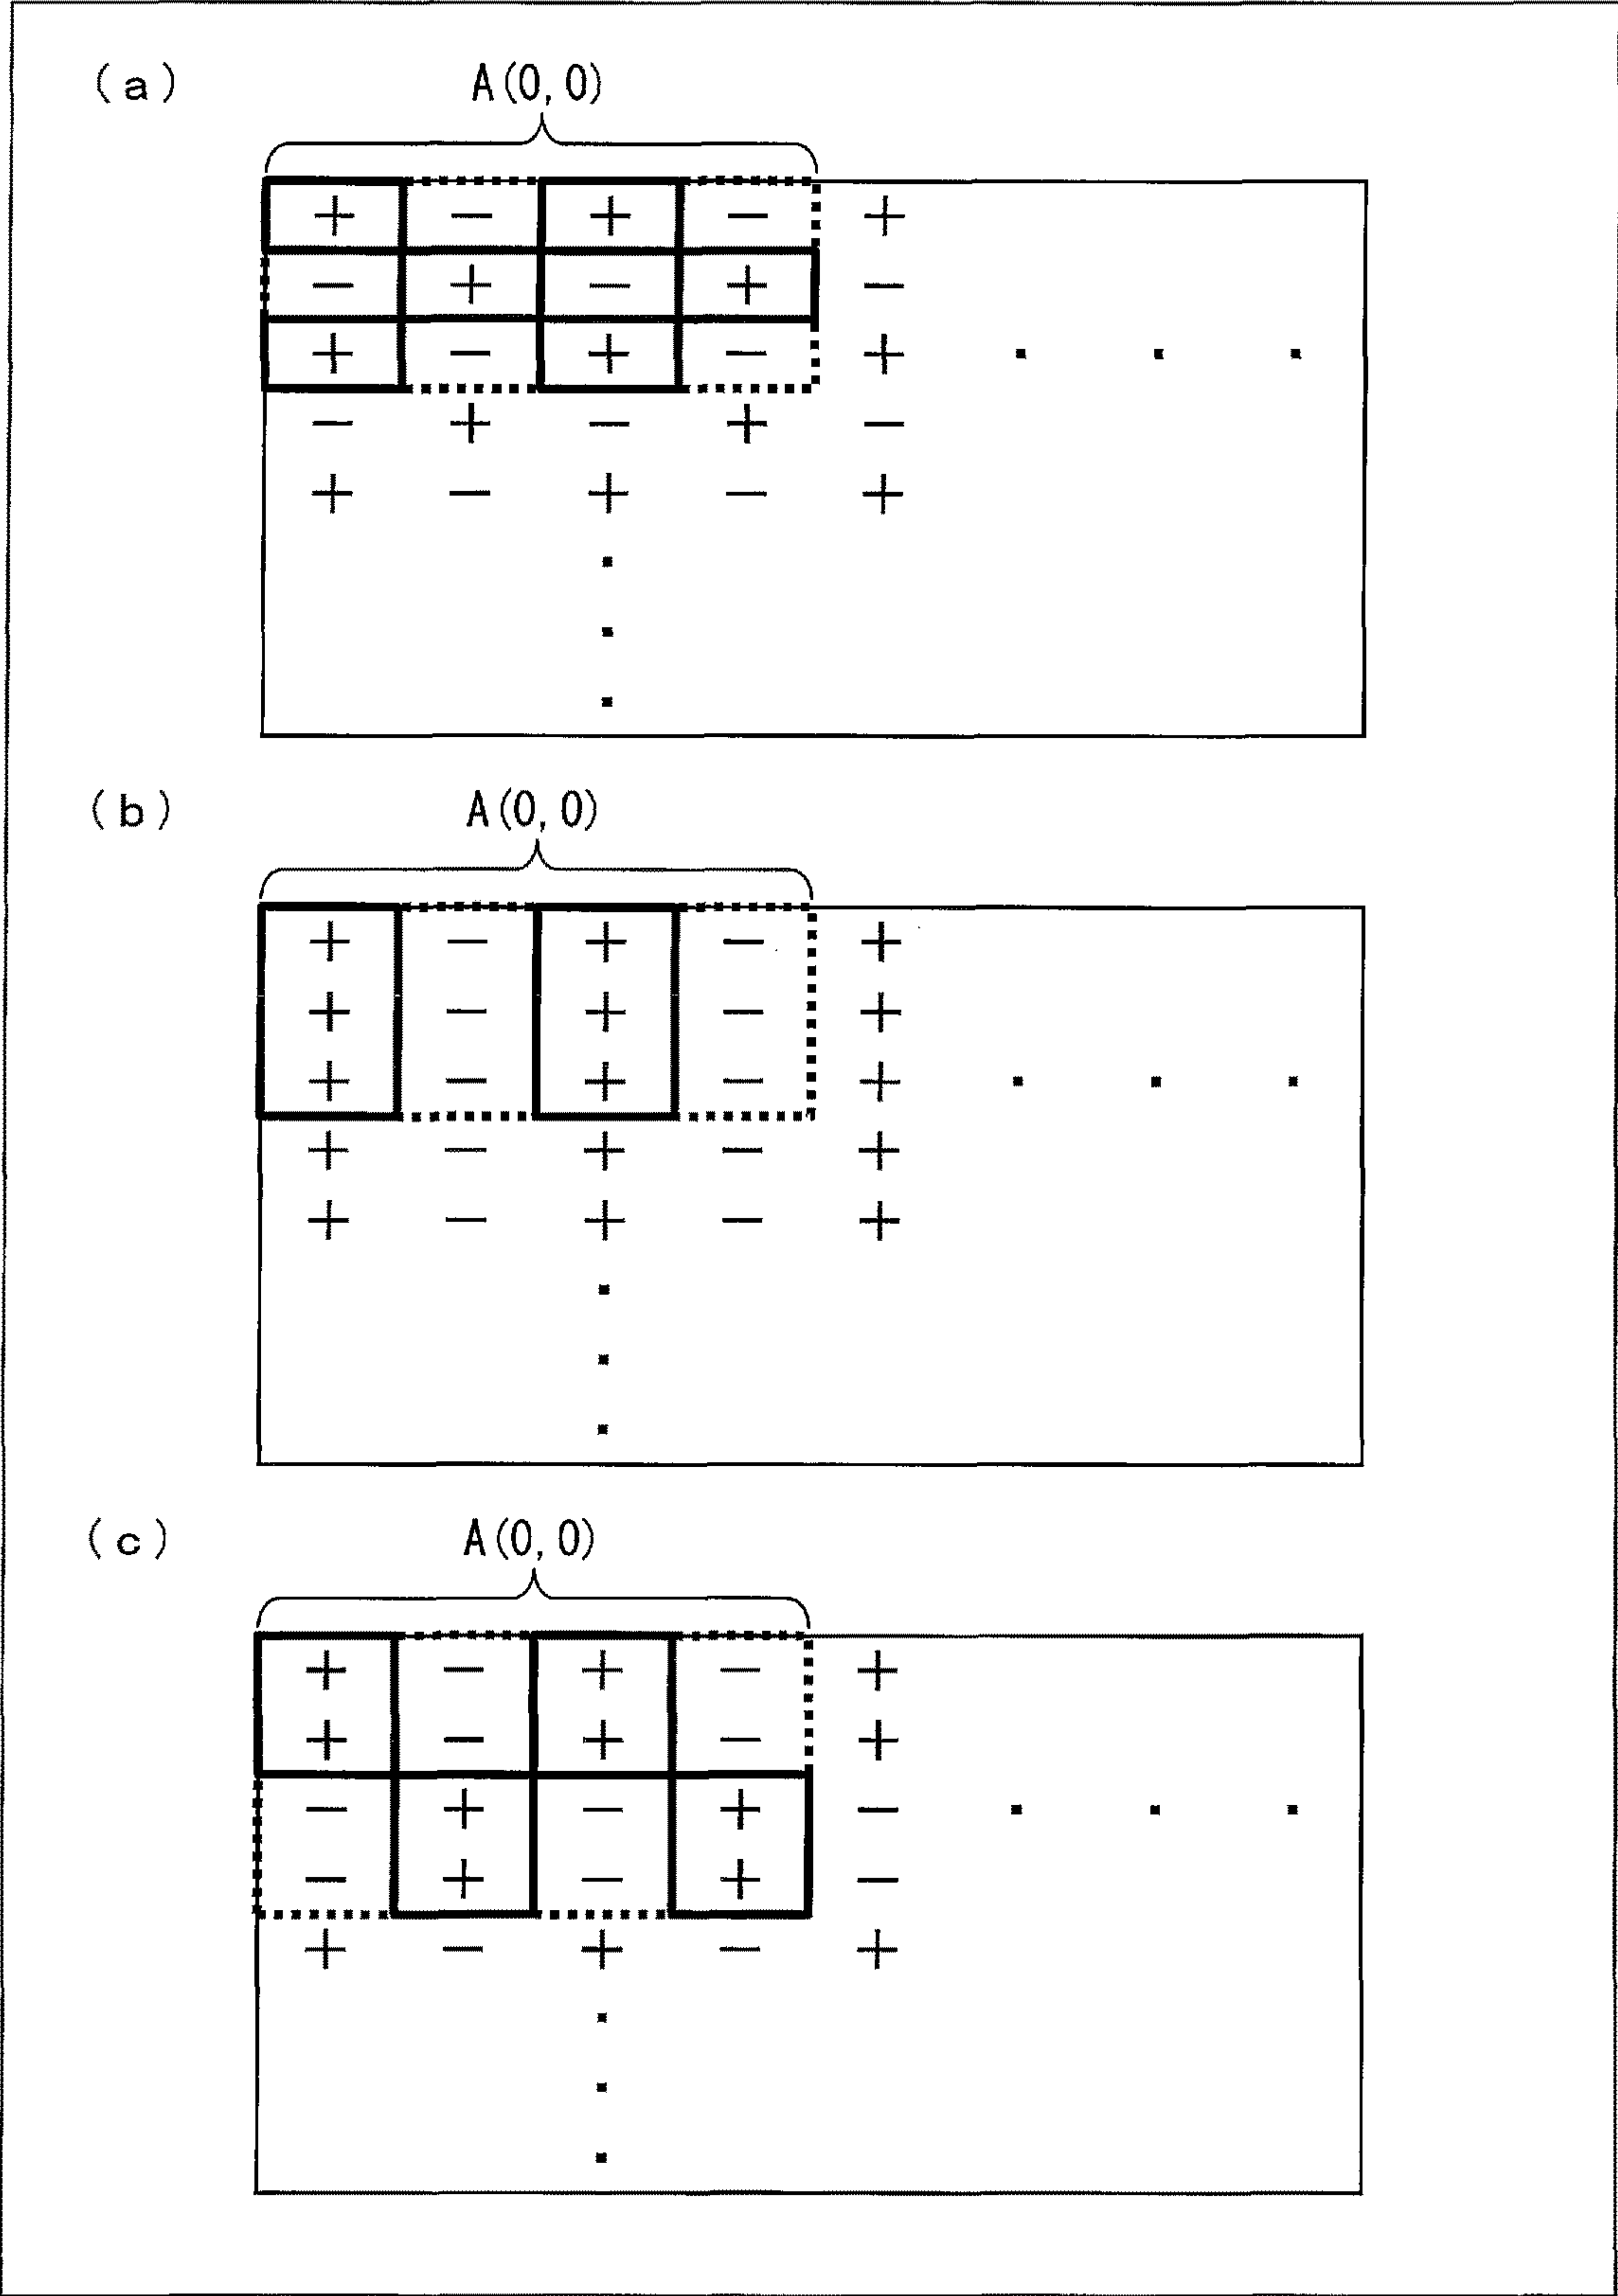 (a)
A(0,0)
+ − + − +
− + − + −
+ − + − + . . .
− + − + −
+ − + − +
.
.
.
(b)
A(0,0)
+ − + − +
+ − + − +
+ − + − + . . .
+ − + − +
+ − + − +
.
.
.
(c)
A(0,0)
+ − + − +
+ − + − +
− + − + − . . .
− + − + −
+ − + − +
.
.
.